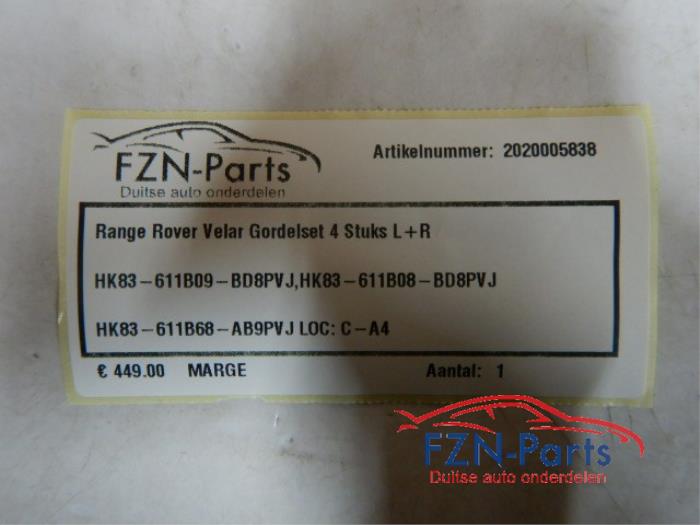 FZN-Parts
Duitse auto onderdelen
Artikelnummer: 2020005838
Range Rover Velar Gordelset 4 Stuks L+R
HK83-611B09-BD8PVJ,HK83-611B08-BD8PVJ
HK83-611B68-AB9PVJ LOC: C-A4
€ 449.00 MARGE Aantal: 1
FZN-Parts
Duitse auto onderdelen